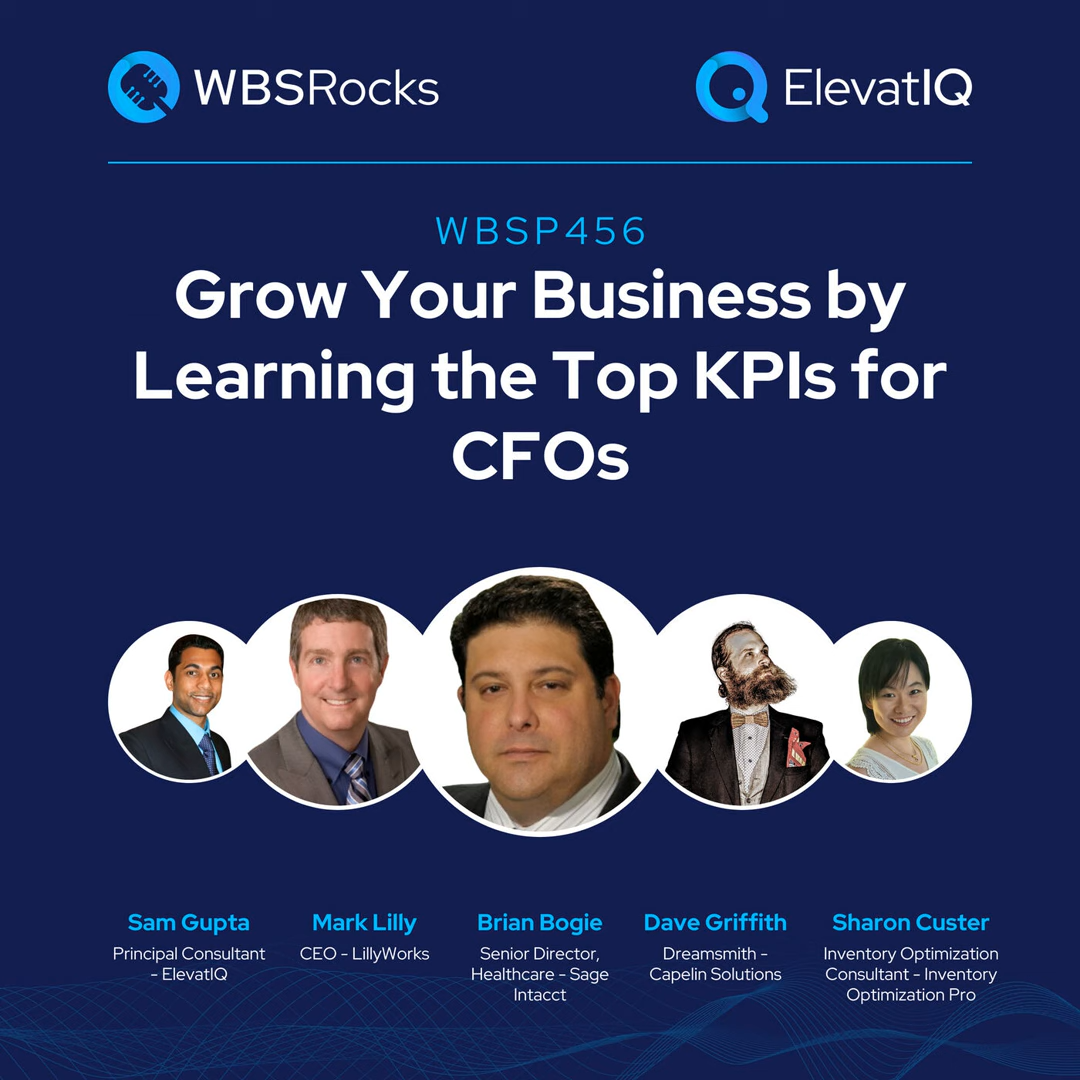 WBSRocks
ElevatIQ
WBSP456
Grow Your Business by
Learning the Top KPIs for
CFOs
Sam Gupta
Principal Consultant
- ElevatIQ
Mark Lilly
CEO - LillyWorks
Brian Bogie
Senior Director,
Healthcare - Sage
Intacct
Dave Griffith
Dreamsmith -
Capelin Solutions
Sharon Custer
Inventory Optimization
Consultant - Inventory
Optimization Pro